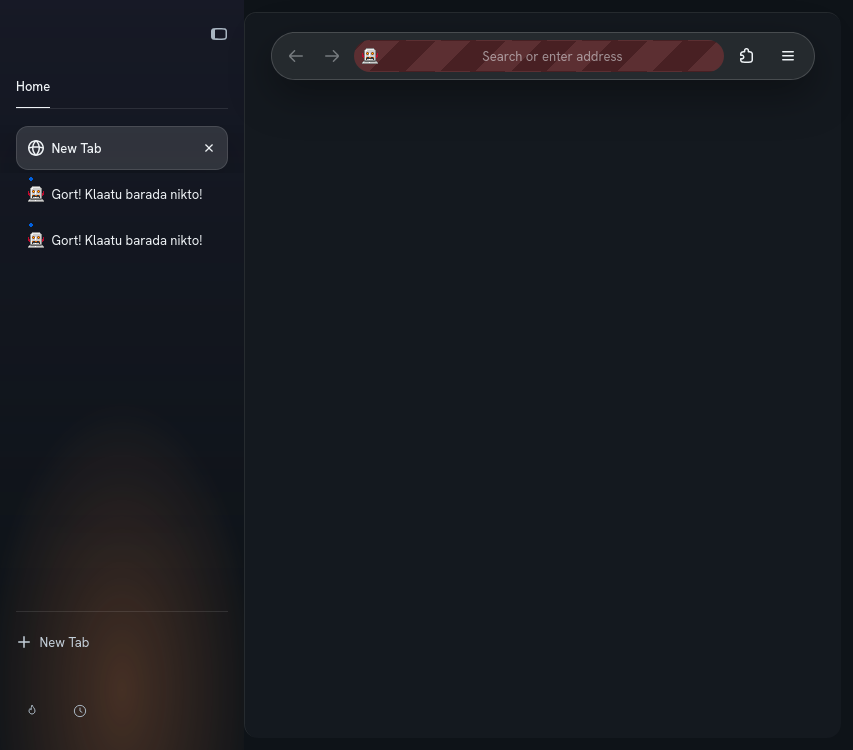 Search or enter address
Home
New Tab
Gort! Klaatu barada nikto!
Gort! Klaatu barada nikto!
New Tab